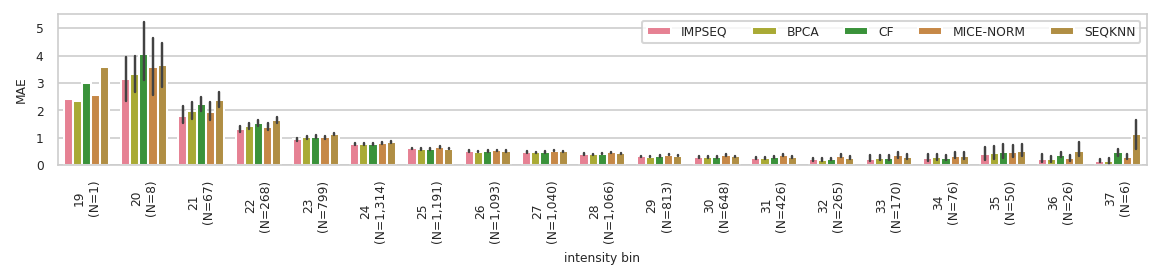 IMPSEQ BPCA CF MICE-NORM SEQKNN
MAE
5
4
3
2
1
0
19
(N=1)
20
(N=8)
21
(N=67)
22
(N=268)
23
(N=799)
24
(N=1,314)
25
(N=1,191)
26
(N=1,093)
27
(N=1,040)
28
(N=1,066)
29
(N=813)
30
(N=648)
31
(N=426)
32
(N=265)
33
(N=170)
34
(N=76)
35
(N=50)
36
(N=26)
37
(N=6)
intensity bin